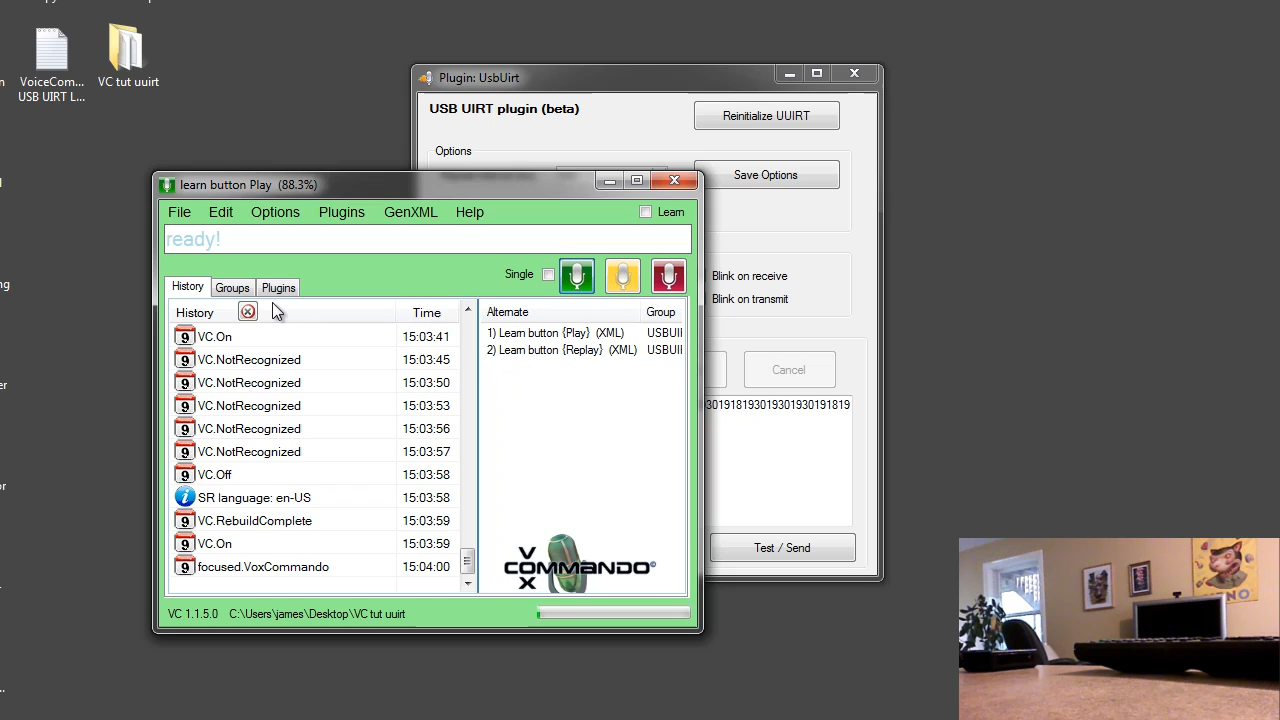 VoiceCom...
USB UIRT L...
VC tut uuirt
Plugin: UsbUirt
USB UIRT plugin (beta)
Reinitialize UUIRT
Options
Save Options
Blink on receive
Blink on transmit
Cancel
301918193019301930191819
Test / Send
learn button Play (88.3%)
File Edit Options Plugins GenXML Help Learn
ready!
Single
History Groups Plugins
History Time
VC.On 15:03:41
VC.NotRecognized 15:03:45
VC.NotRecognized 15:03:50
VC.NotRecognized 15:03:53
VC.NotRecognized 15:03:56
VC.NotRecognized 15:03:57
VC.Off 15:03:58
SR language: en-US 15:03:58
VC.RebuildComplete 15:03:59
VC.On 15:03:59
focused.VoxCommando 15:04:00
Alternate Group
1) Learn button {Play} (XML) USBUII
2) Learn button {Replay} (XML) USBUII
VOX COMMANDO©
VC 1.1.5.0 C:\Users\james\Desktop\VC tut uuirt